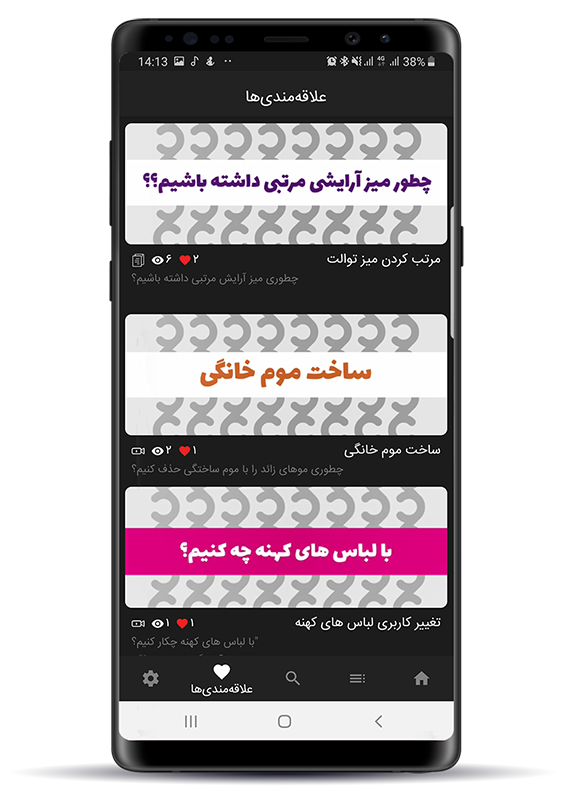 14:13 4G 38%
علاقه‌مندی‌ها
چطور میز آرایشی مرتبی داشته باشیم؟؟
مرتب کردن میز توالت ۲ ۶
چطوری میز آرایش مرتبی داشته باشیم؟
ساخت موم خانگی
ساخت موم خانگی ۱ ۲
چطوری موهای زائد را با موم ساختگی حذف کنیم؟
با لباس های کهنه چه کنیم؟
تغییر کاربری لباس های کهنه ۱ ۱
"با لباس های کهنه چکار کنیم؟
علاقه‌مندی‌ها